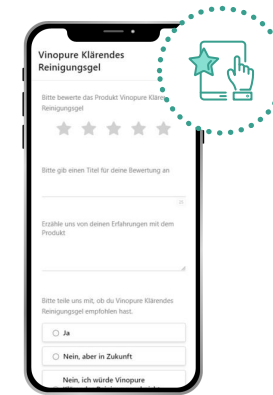 Vinopure Klärendes
Reinigungsgel
Bitte bewerte das Produkt Vinopure
Reinigungsgel
Bitte gib einen Titel für deine Bewertung an
Erzähle uns von deinen Erfahrungen mit dem
Produkt
Bitte teile uns mit, ob du Vinopure Klärendes
Reinigungsgel empfohlen hast.
Ja
Nein, aber in Zukunft
Nein, ich würde Vinopure